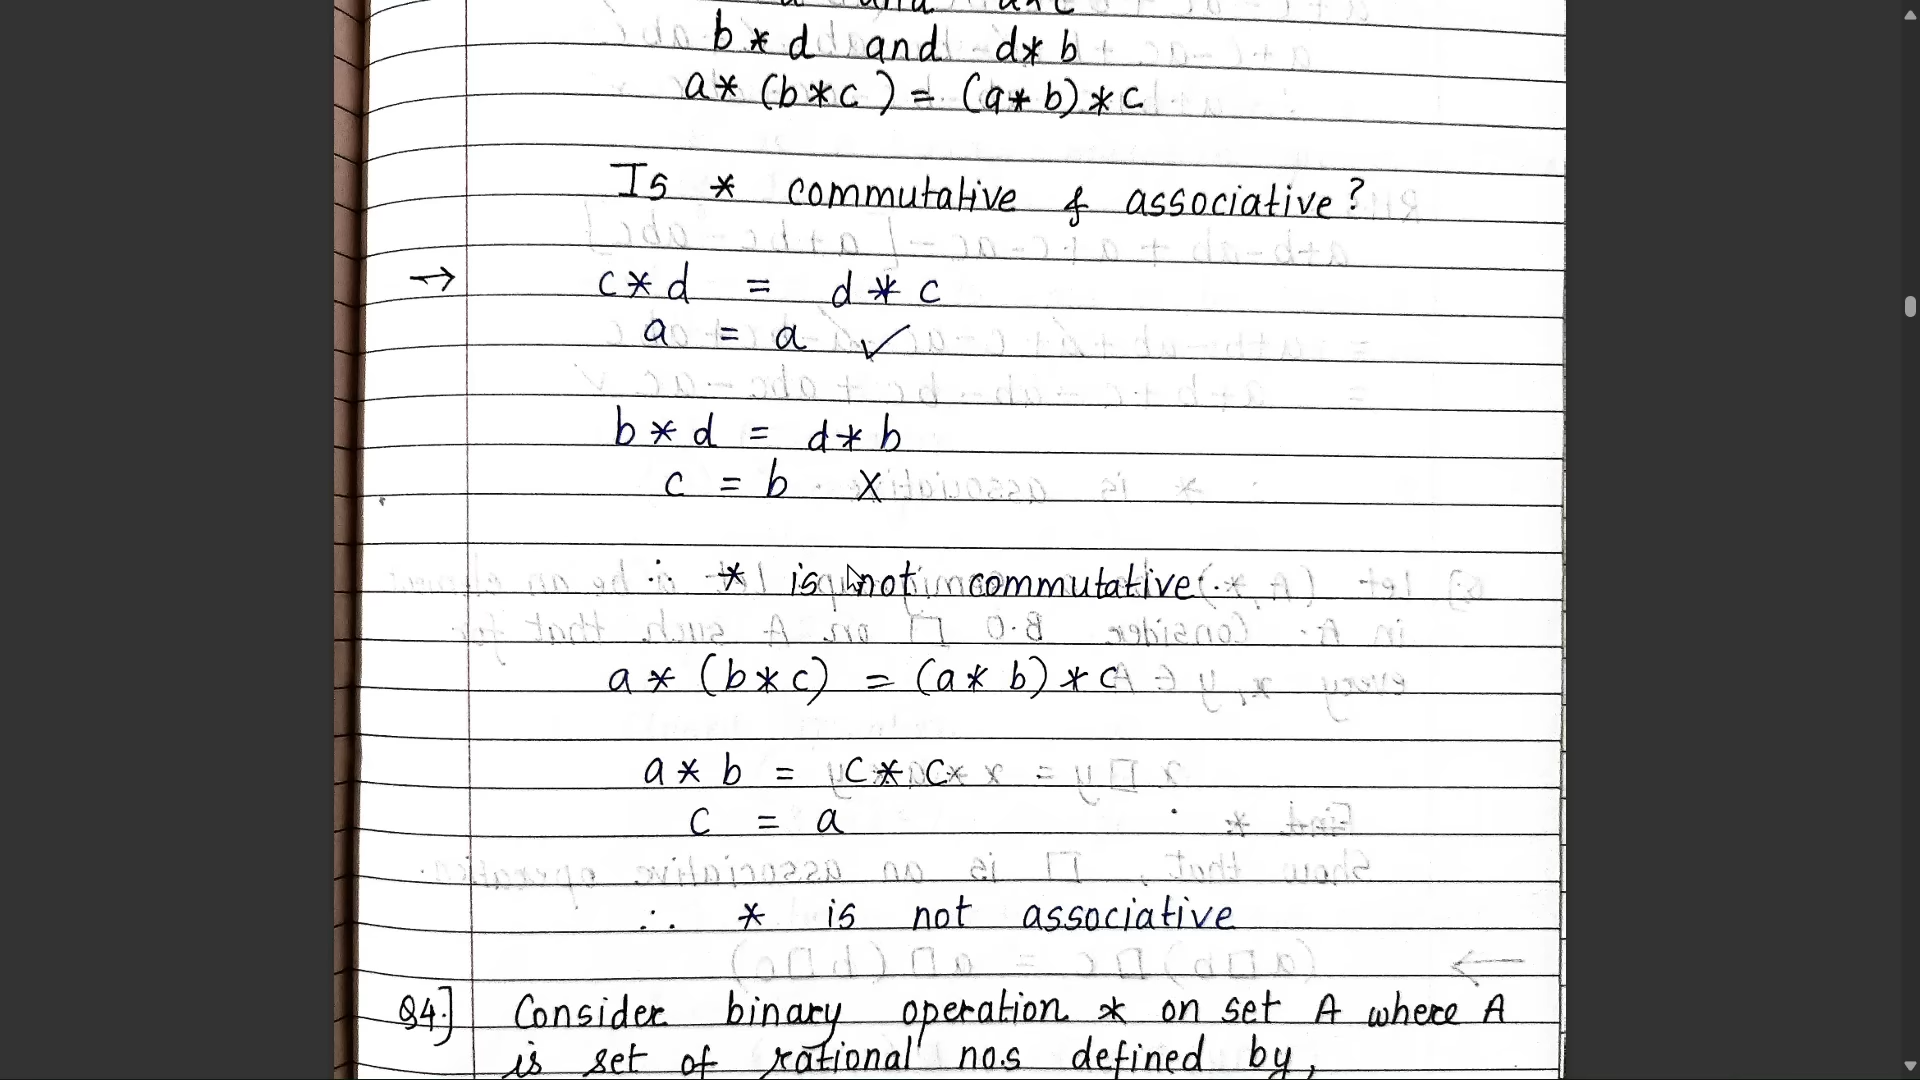 b * d and d * b
a * (b * c) = (a * b) * c
Is * commutative & associative?
→ c * d = d * c
a = a ✓
b * d = d * b
c = b X
∴ * is not commutative.
a * (b * c) = (a * b) * c
a * b = c * c
c = a
∴ * is not associative
Q4.] Consider binary operation * on set A where A
is set of rational nos defined by,